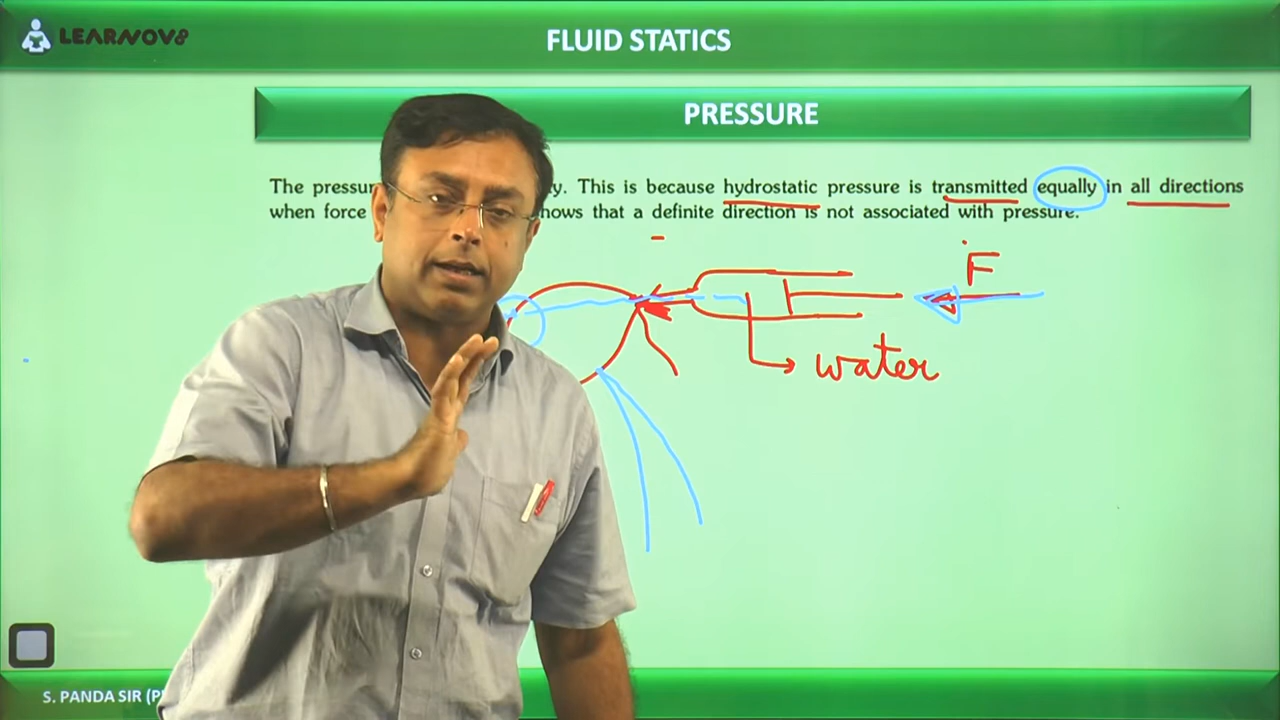 LEARNOV8
FLUID STATICS
PRESSURE
The y. This is because hydrostatic pressure is transmitted equally in all directions
when force hows that a definite direction is not associated with pressure.
F
water
S. PANDA SIR